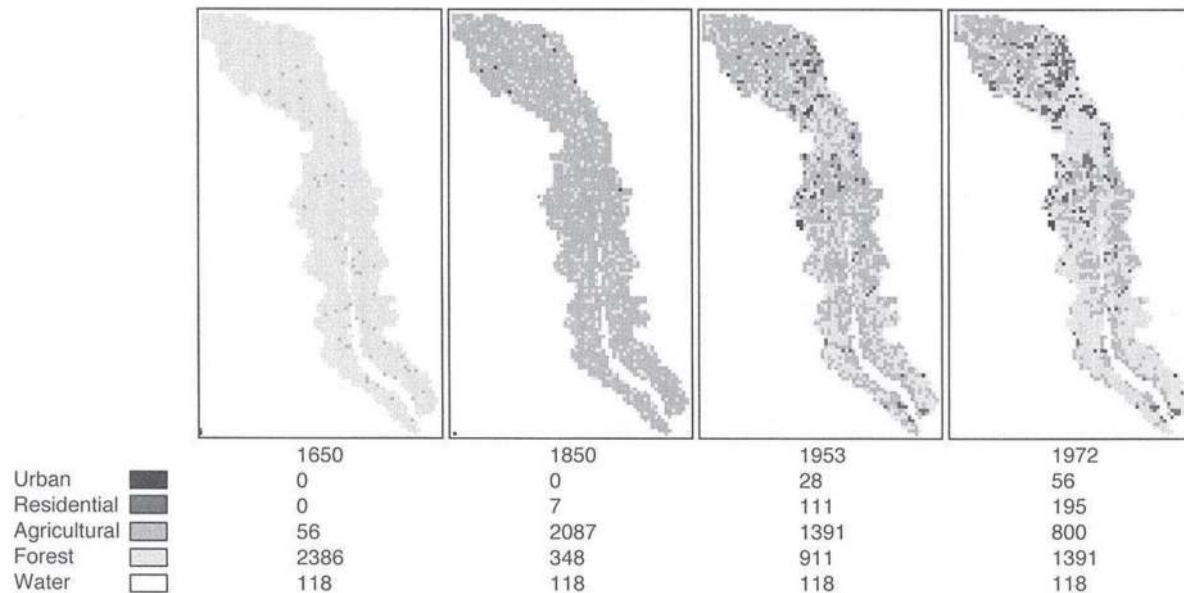 1650 1850 1953 1972
Urban 0 0 28 56
Residential 0 7 111 195
Agricultural 56 2087 1391 800
Forest 2386 348 911 1391
Water 118 118 118 118